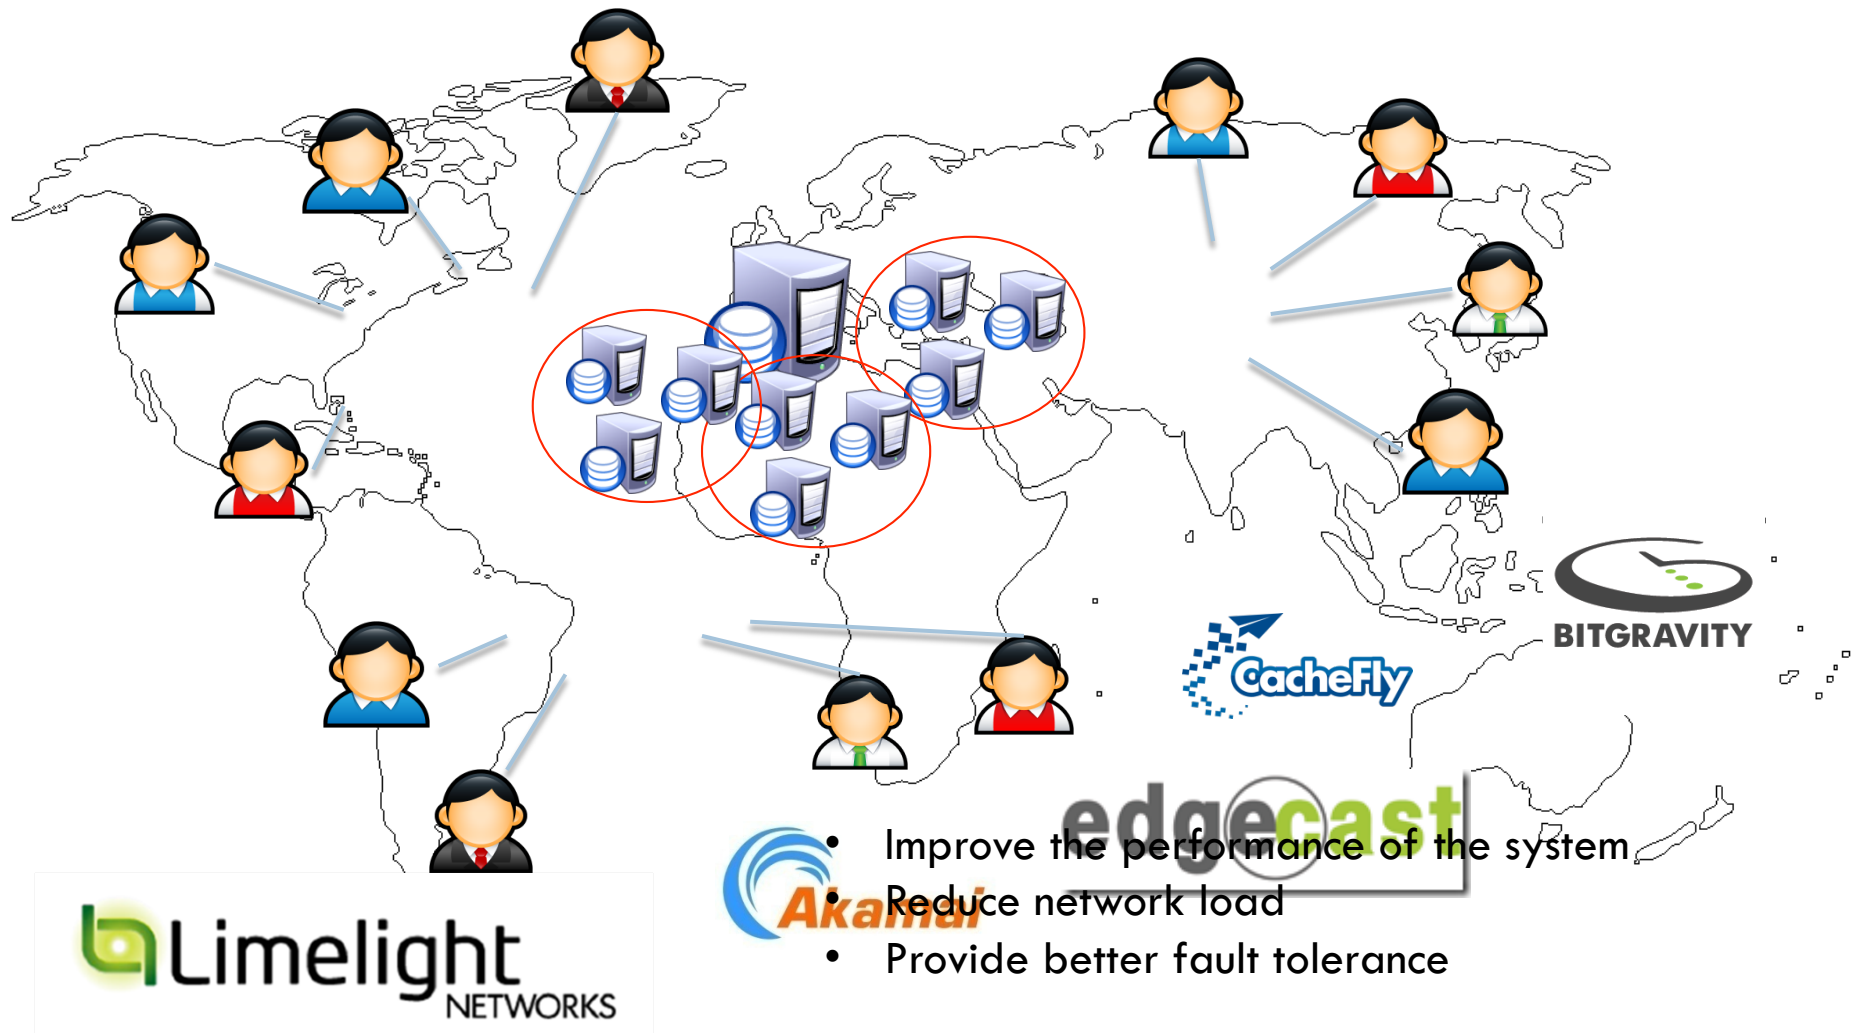 BITGRAVITY
CacheFly
edgecast
Akamai
• Improve the performance of the system
• Reduce network load
• Provide better fault tolerance
Limelight
NETWORKS